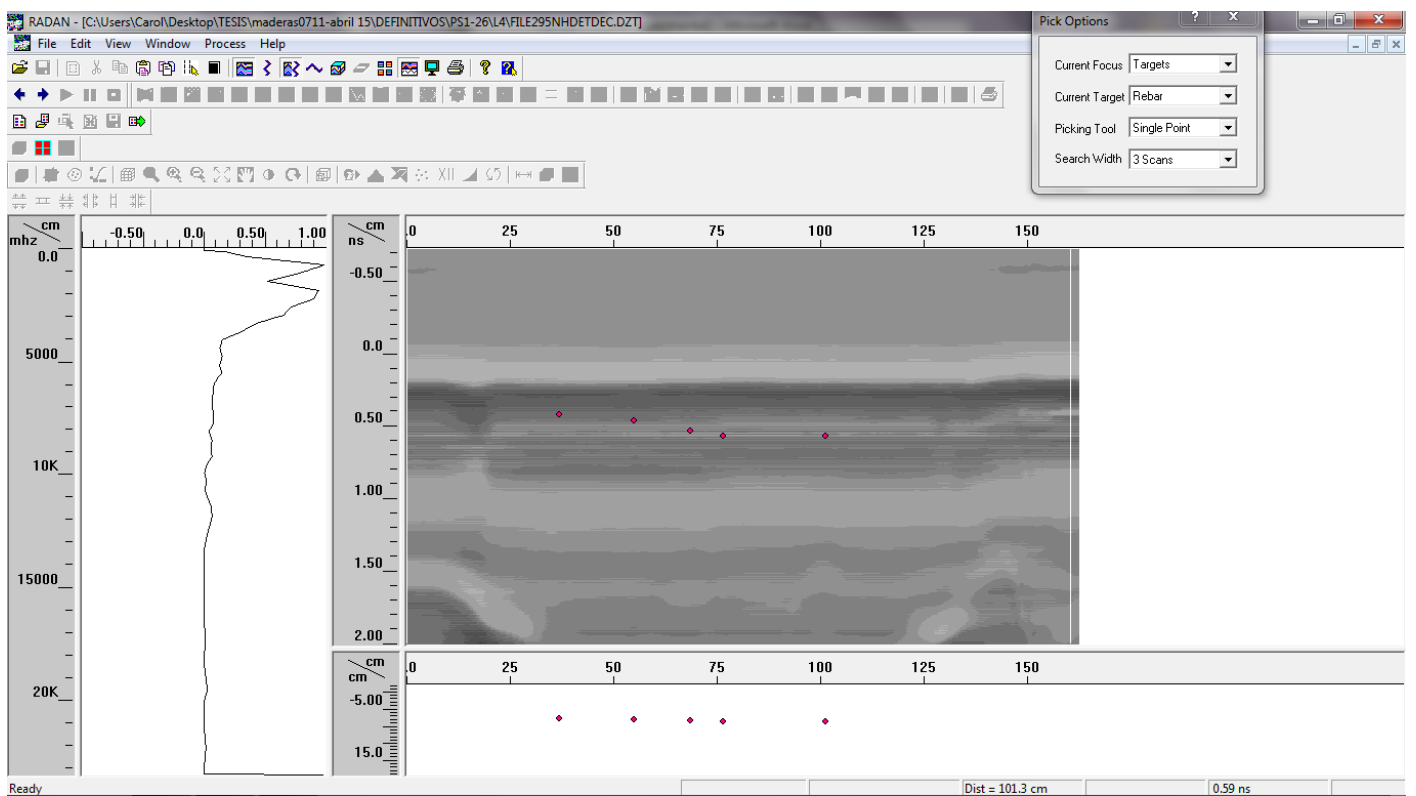 RADAN - [C:\Users\Carol\Desktop\TESIS\maderas0711-abril 15\DEFINITIVOS\PS1-26\L4\FILE295NHDETDEC.DZT]
File Edit View Window Process Help
Pick Options
Current Focus Targets
Current Target Rebar
Picking Tool Single Point
Search Width 3 Scans
XII
cm
mhz
-0.50 0.0 0.50 1.00
cm
ns
.0 25 50 75 100 125 150
0.0
5000
10K
15000
20K
-0.50
0.0
0.50
1.00
1.50
2.00
cm
cm
.0 25 50 75 100 125 150
-5.00
15.0
Ready
Dist = 101.3 cm
0.59 ns